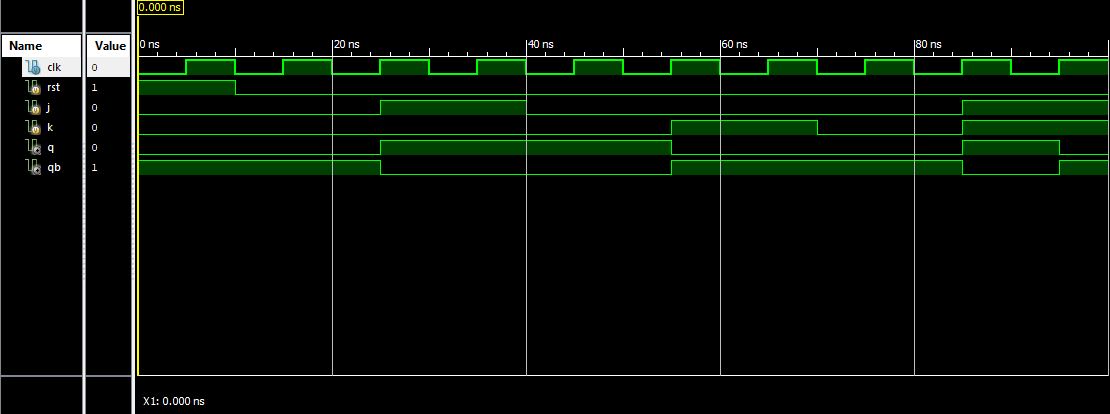 0.000 ns
Name Value
0 ns 20 ns 40 ns 60 ns 80 ns
clk 0
rst 1
j 0
k 0
q 0
qb 1
X1: 0.000 ns